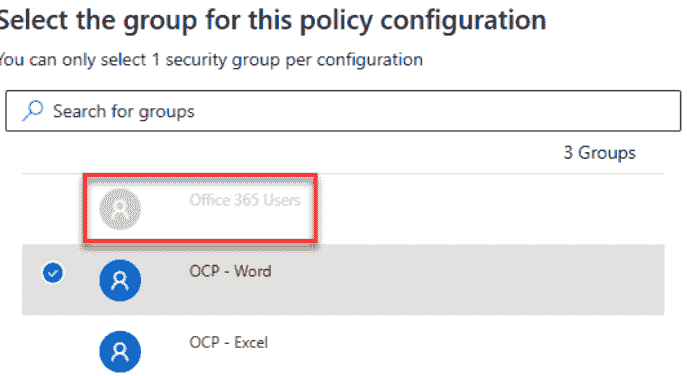 Select the group for this policy configuration
You can only select 1 security group per configuration
Search for groups
3 Groups
Office 365 Users
OCP - Word
OCP - Excel